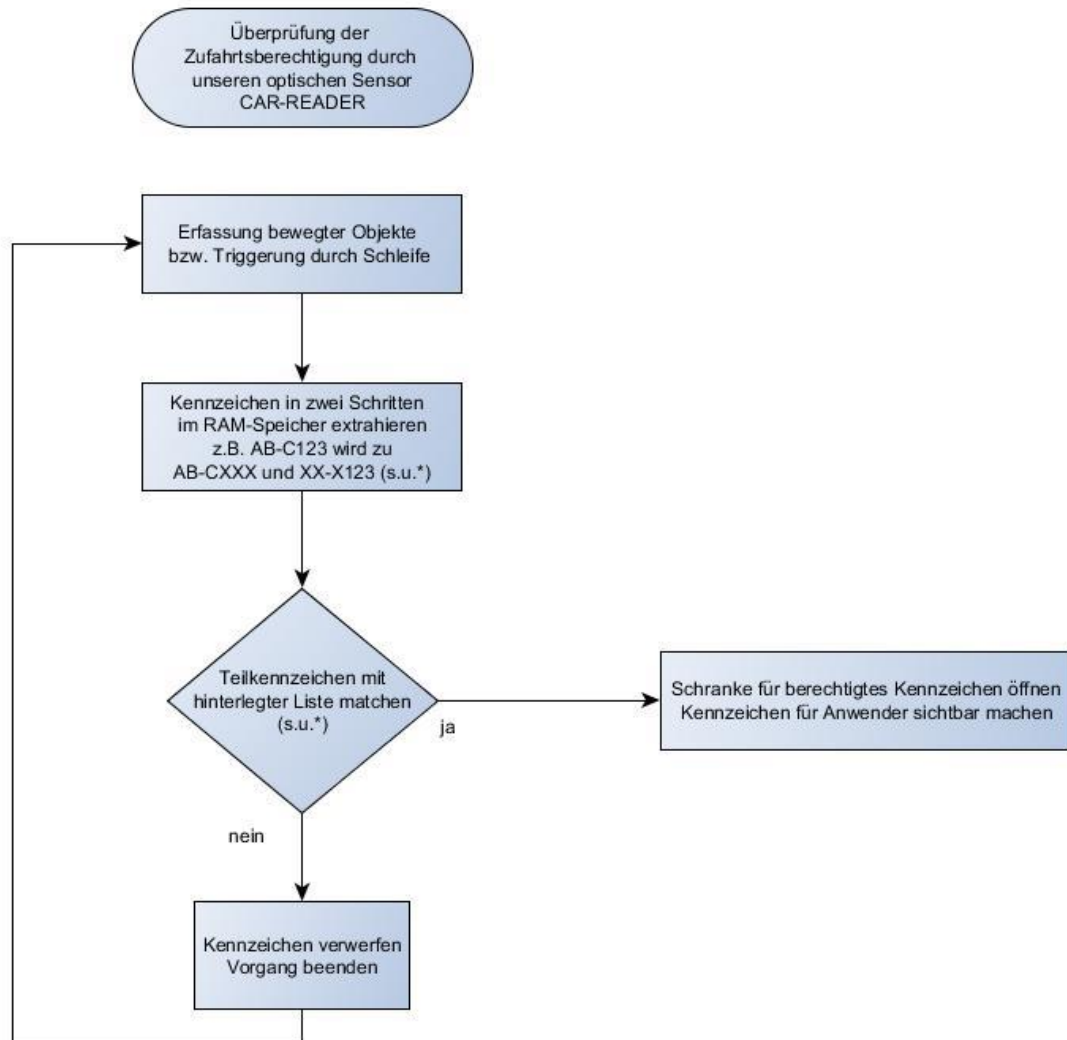 Überprüfung der
Zufahrtsberechtigung durch
unseren optischen Sensor
CAR-READER
Erfassung bewegter Objekte
bzw. Triggerung durch Schleife
Kennzeichen in zwei Schritten
im RAM-Speicher extrahieren
z.B. AB-C123 wird zu
AB-CXXX und XX-X123 (s.u.*)
Teilkennzeichen mit
hinterlegter Liste matchen
(s.u.*)
ja
Schranke für berechtigtes Kennzeichen öffnen
Kennzeichen für Anwender sichtbar machen
nein
Kennzeichen verwerfen
Vorgang beenden